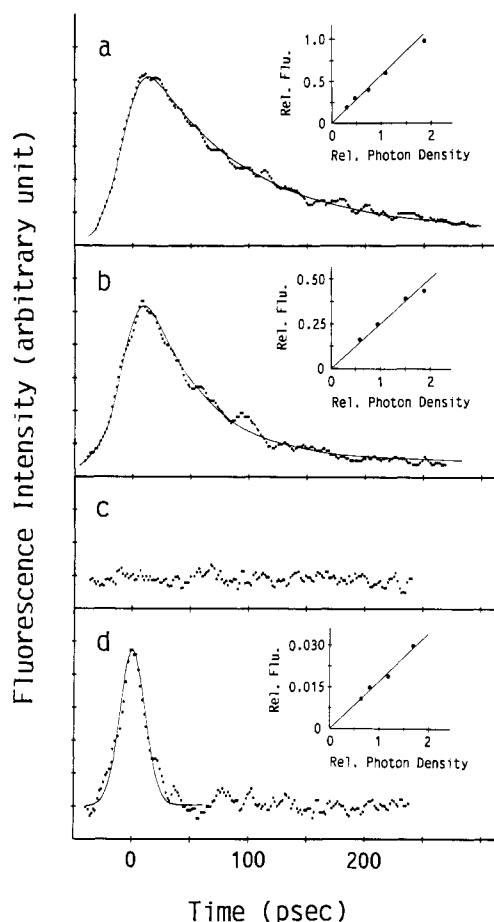 Fluorescence Intensity (arbitrary unit)
a
Rel. Flu.
1.0
0.5
0
0 1 2
Rel. Photon Density
b
Rel. Flu.
0.50
0.25
0
0 1 2
Rel. Photon Density
c
d
Rel. Flu.
0.030
0.015
0
0 1 2
Rel. Photon Density
0 100 200
Time (psec)